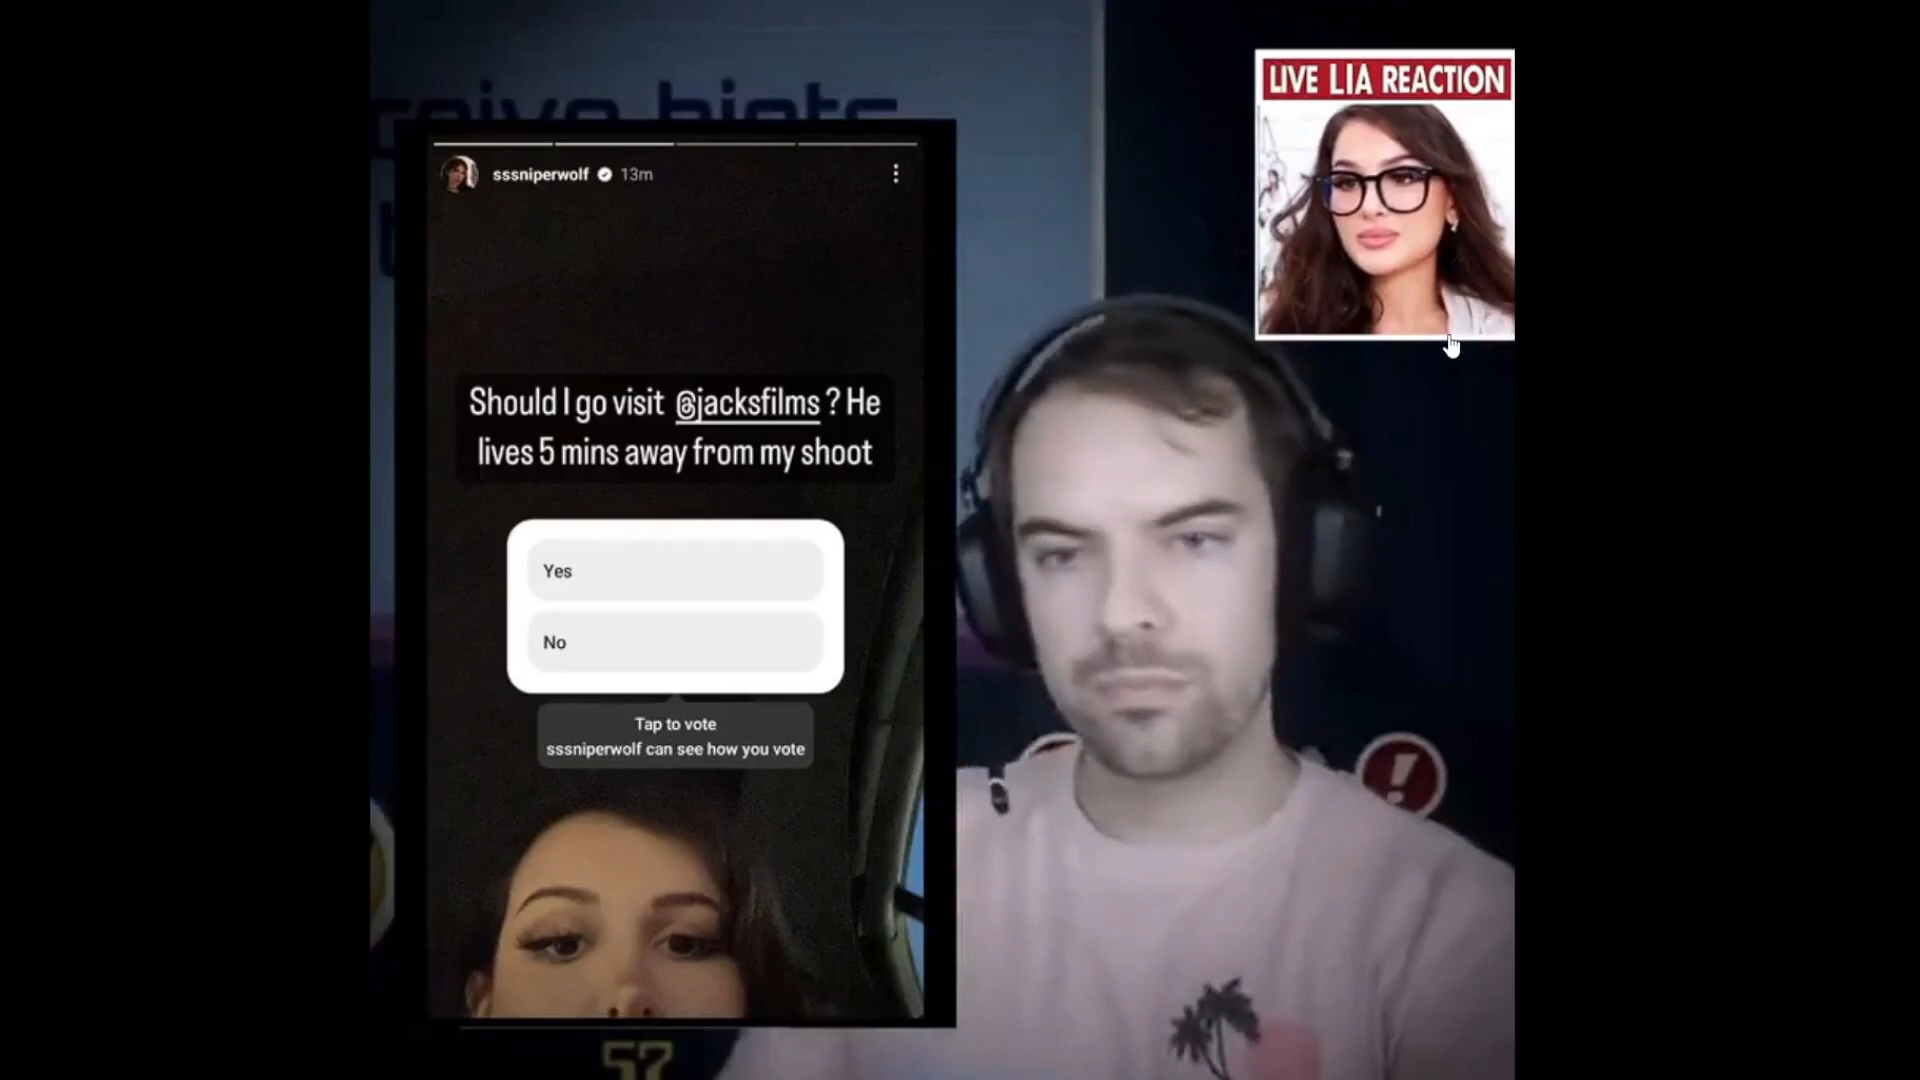 LIVE LIA REACTION
sssniperwolf 13m
Should I go visit @jacksfilms ? He
lives 5 mins away from my shoot
Yes
No
Tap to vote
sssniperwolf can see how you vote
57